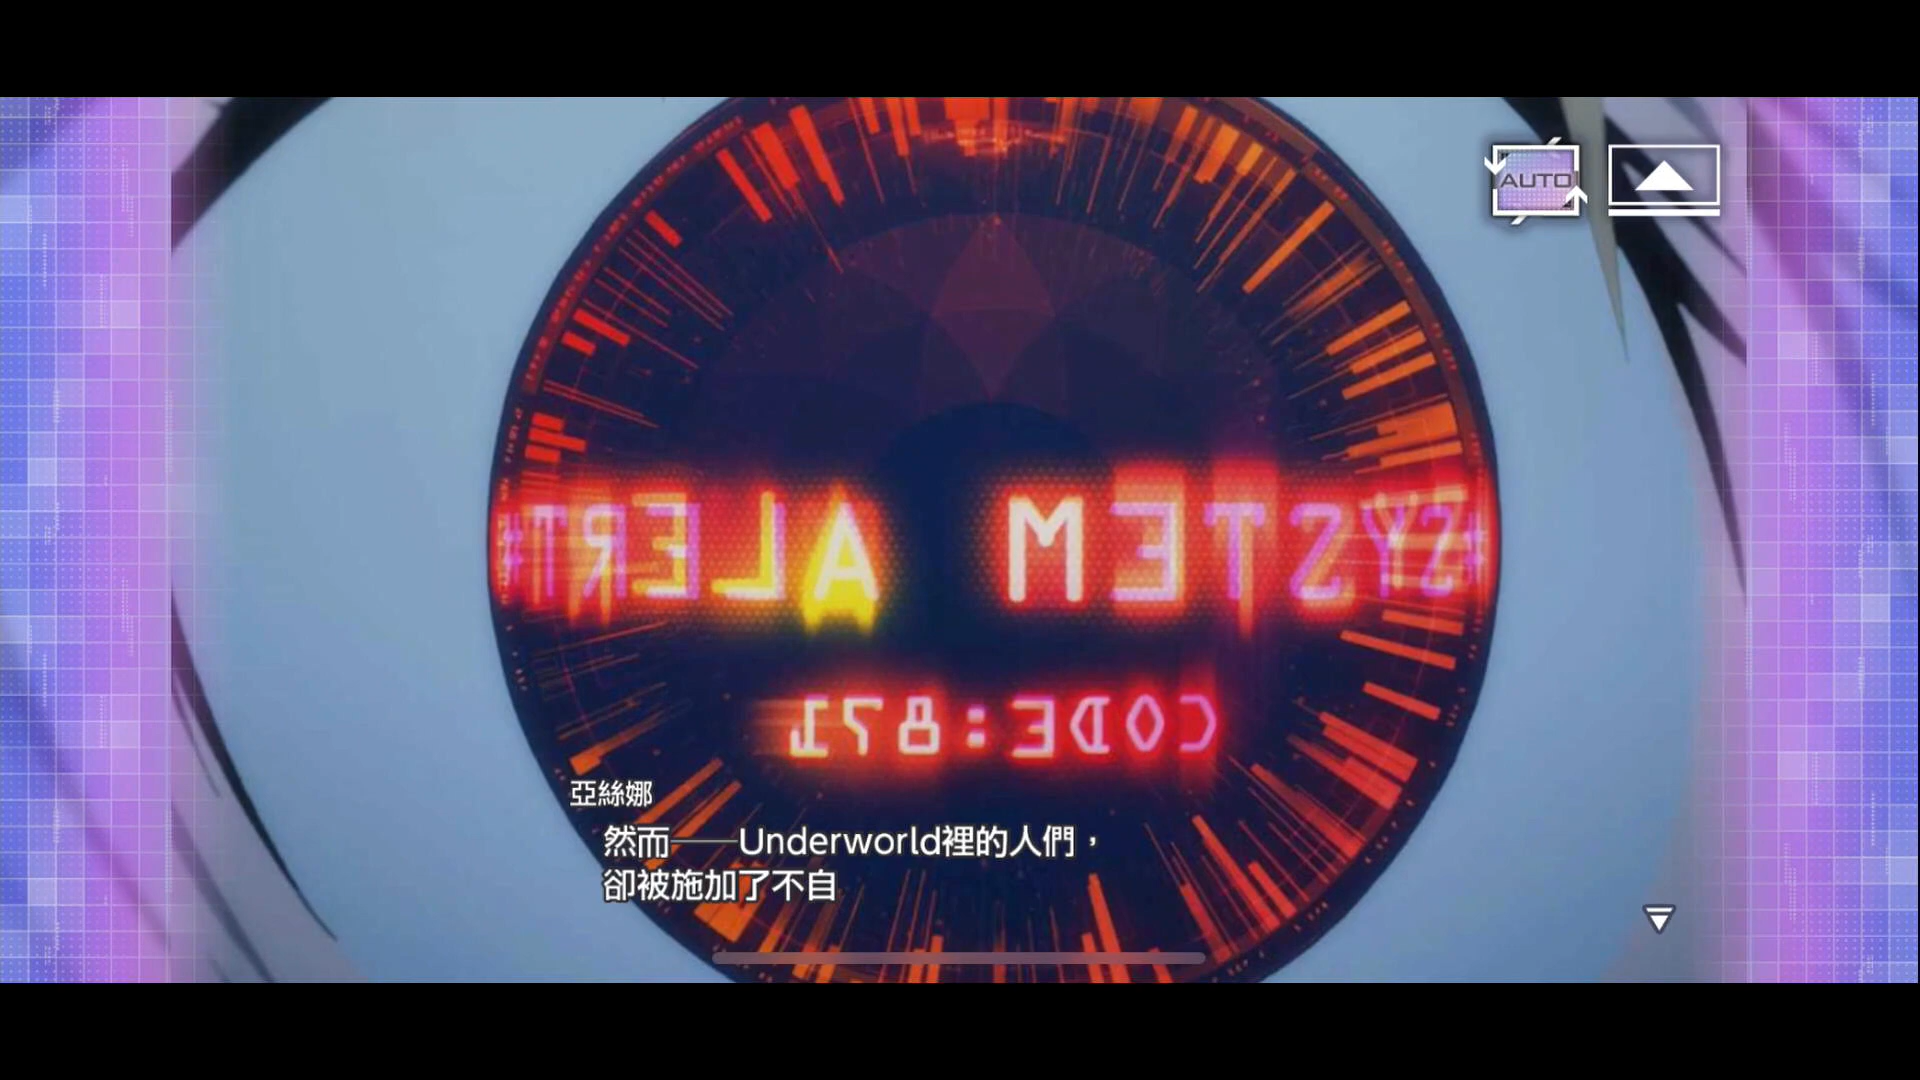 AUTO
SYSTEM ALERT
CODE:871
亞絲娜
然而——Underworld裡的人們，
卻被施加了不自